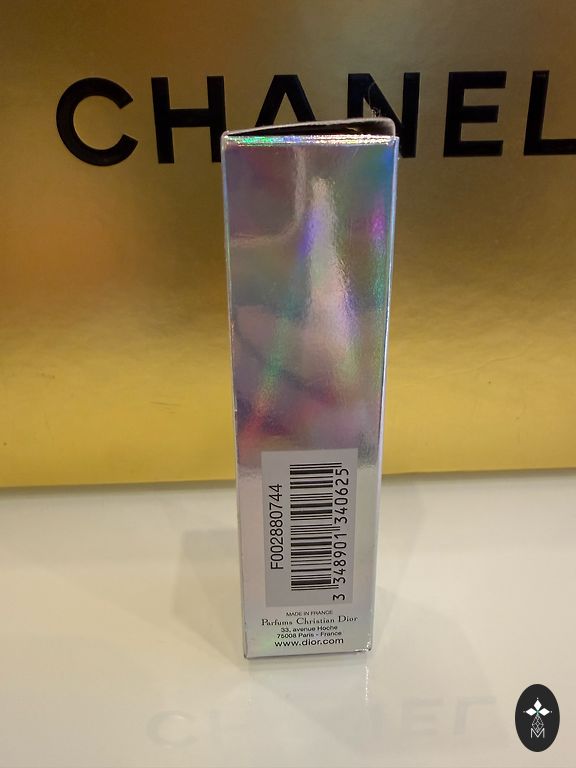 CHANEL
F002880744
3 348901 340625
MADE IN FRANCE
Parfums Christian Dior
33, avenue Hoche
75008 Paris - France
www.dior.com
M